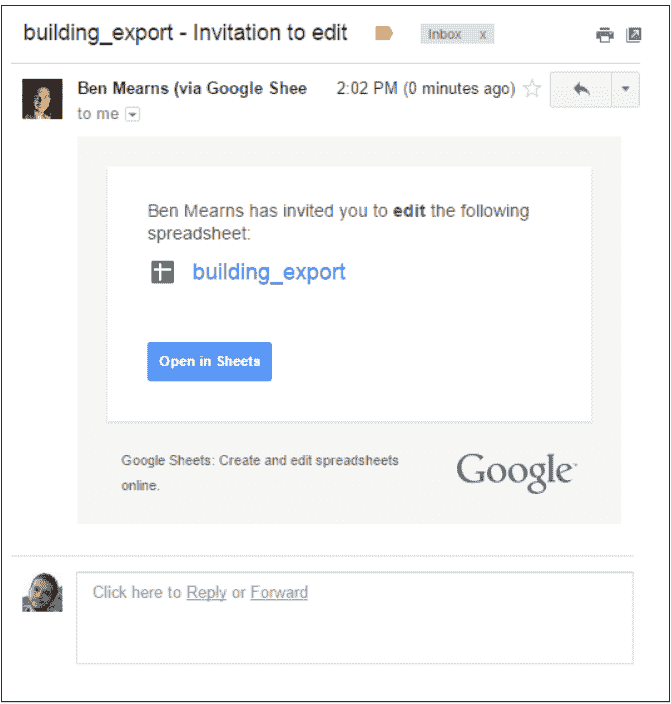 building_export - Invitation to edit
Inbox x
Ben Mearns (via Google Shee 2:02 PM (0 minutes ago)
to me
Ben Mearns has invited you to edit the following
spreadsheet:
building_export
Open in Sheets
Google Sheets: Create and edit spreadsheets
online.
Google
Click here to Reply or Forward